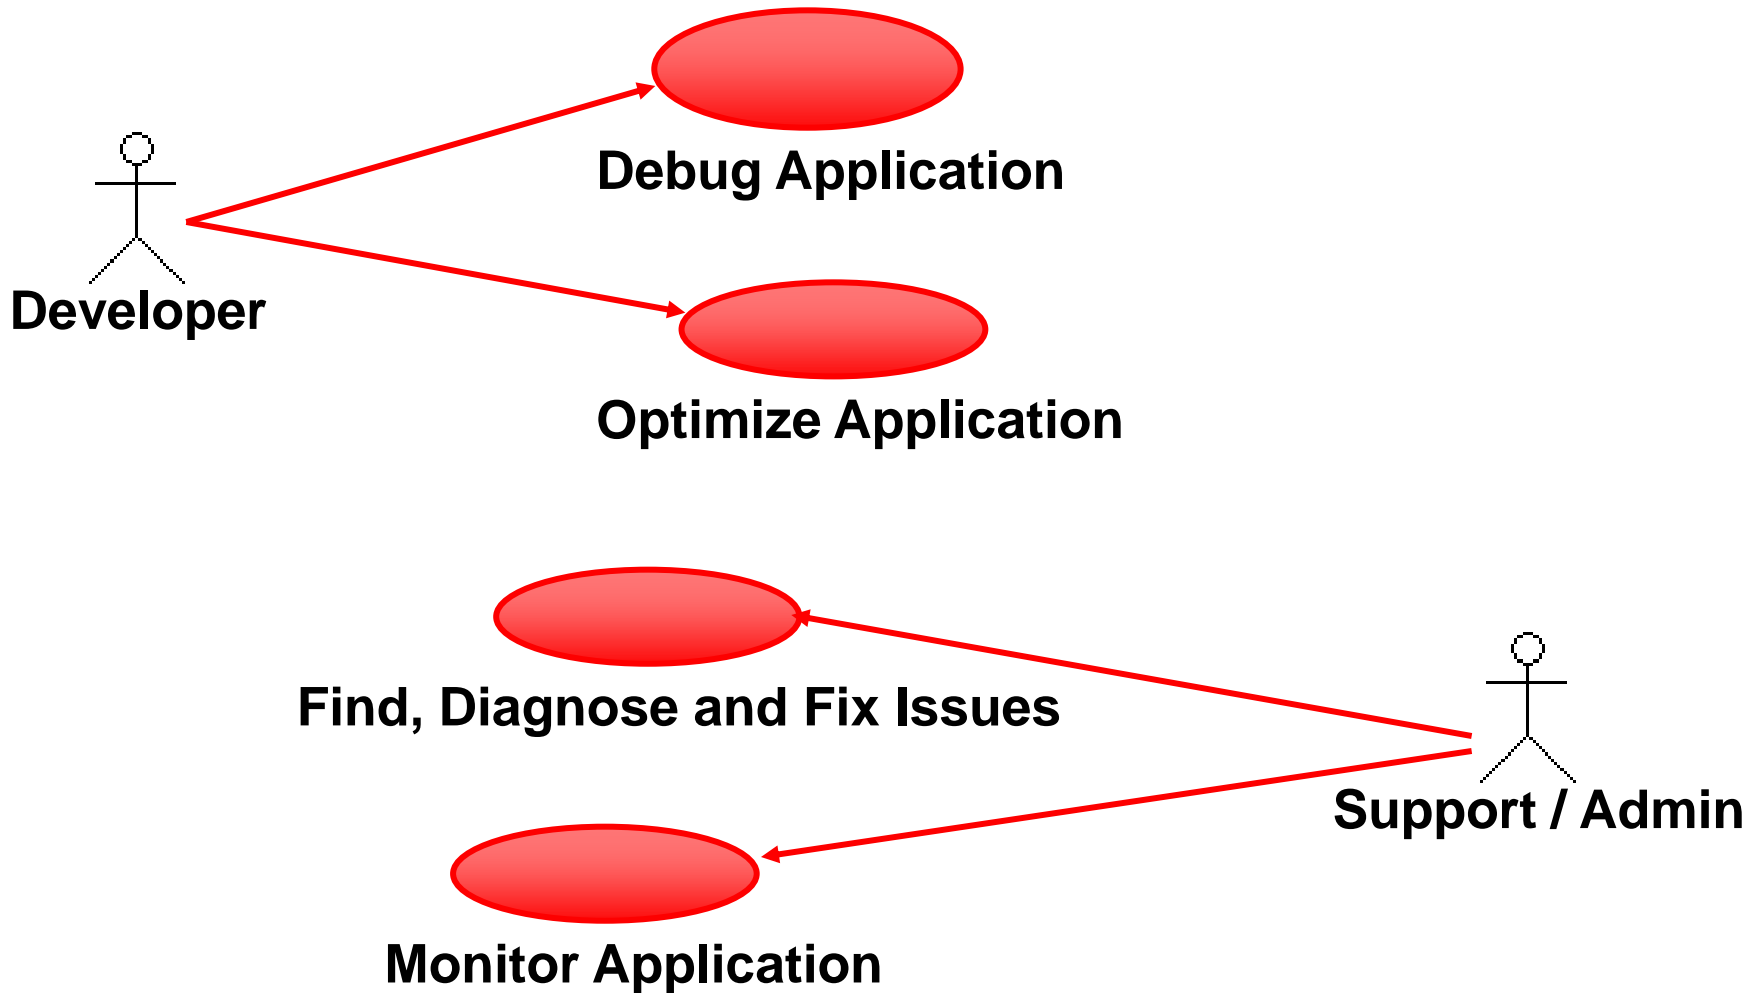 Debug Application
Developer
Optimize Application
Find, Diagnose and Fix Issues
Support / Admin
Monitor Application